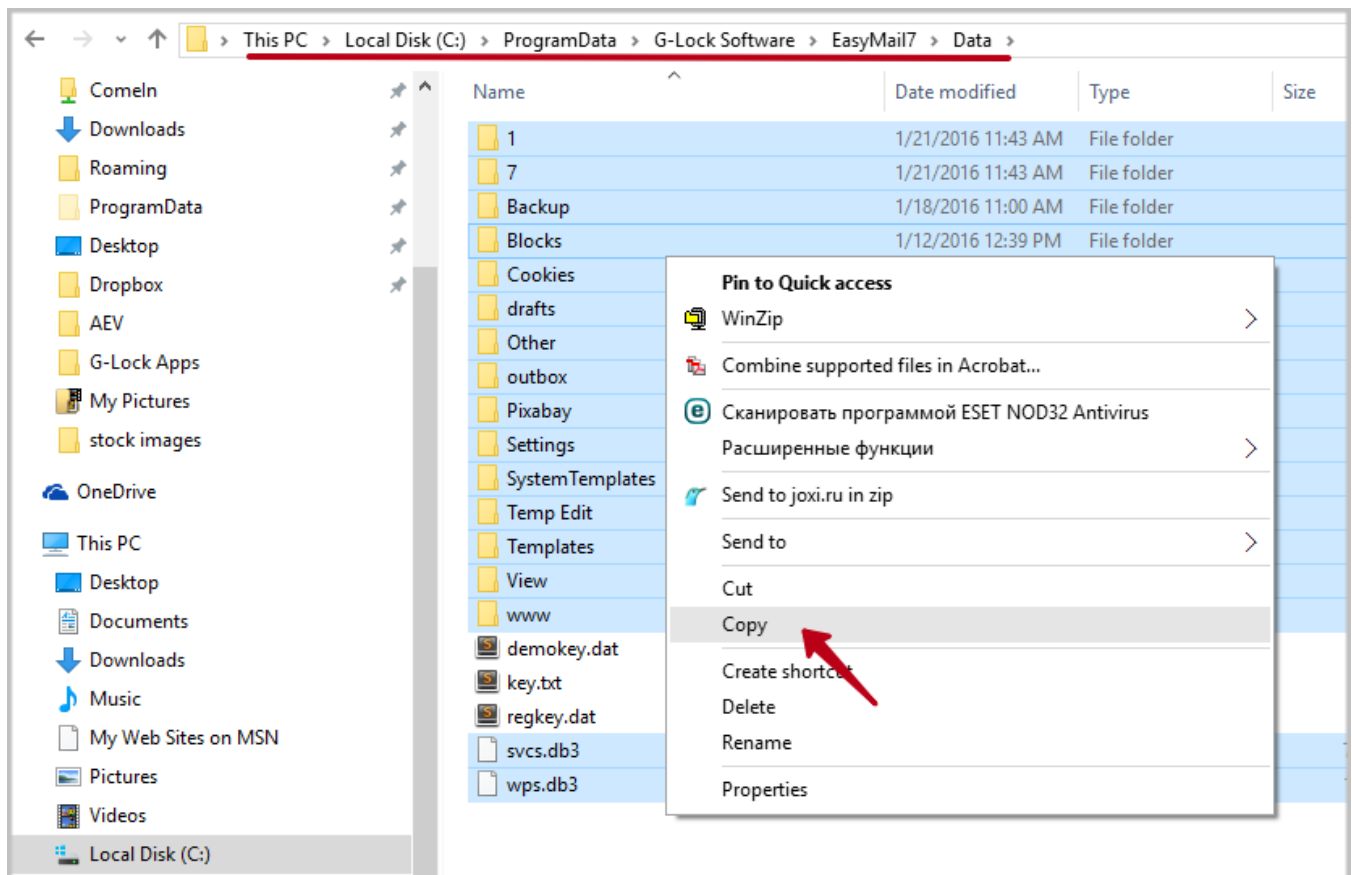 This PC > Local Disk (C:) > ProgramData > G-Lock Software > EasyMail7 > Data >
ComeIn
Downloads
Roaming
ProgramData
Desktop
Dropbox
AEV
G-Lock Apps
My Pictures
stock images
OneDrive
This PC
Desktop
Documents
Downloads
Music
My Web Sites on MSN
Pictures
Videos
Local Disk (C:)
Name Date modified Type Size
1 1/21/2016 11:43 AM File folder
7 1/21/2016 11:43 AM File folder
Backup 1/18/2016 11:00 AM File folder
Blocks 1/12/2016 12:39 PM File folder
Cookies
drafts
Other
outbox
Pixabay
Settings
SystemTemplates
Temp Edit
Templates
View
www
demokey.dat
key.txt
regkey.dat
svcs.db3
wps.db3
Pin to Quick access
WinZip
Combine supported files in Acrobat...
Сканировать программой ESET NOD32 Antivirus
Расширенные функции
Send to joxi.ru in zip
Send to
Cut
Copy
Create shortcut
Delete
Rename
Properties